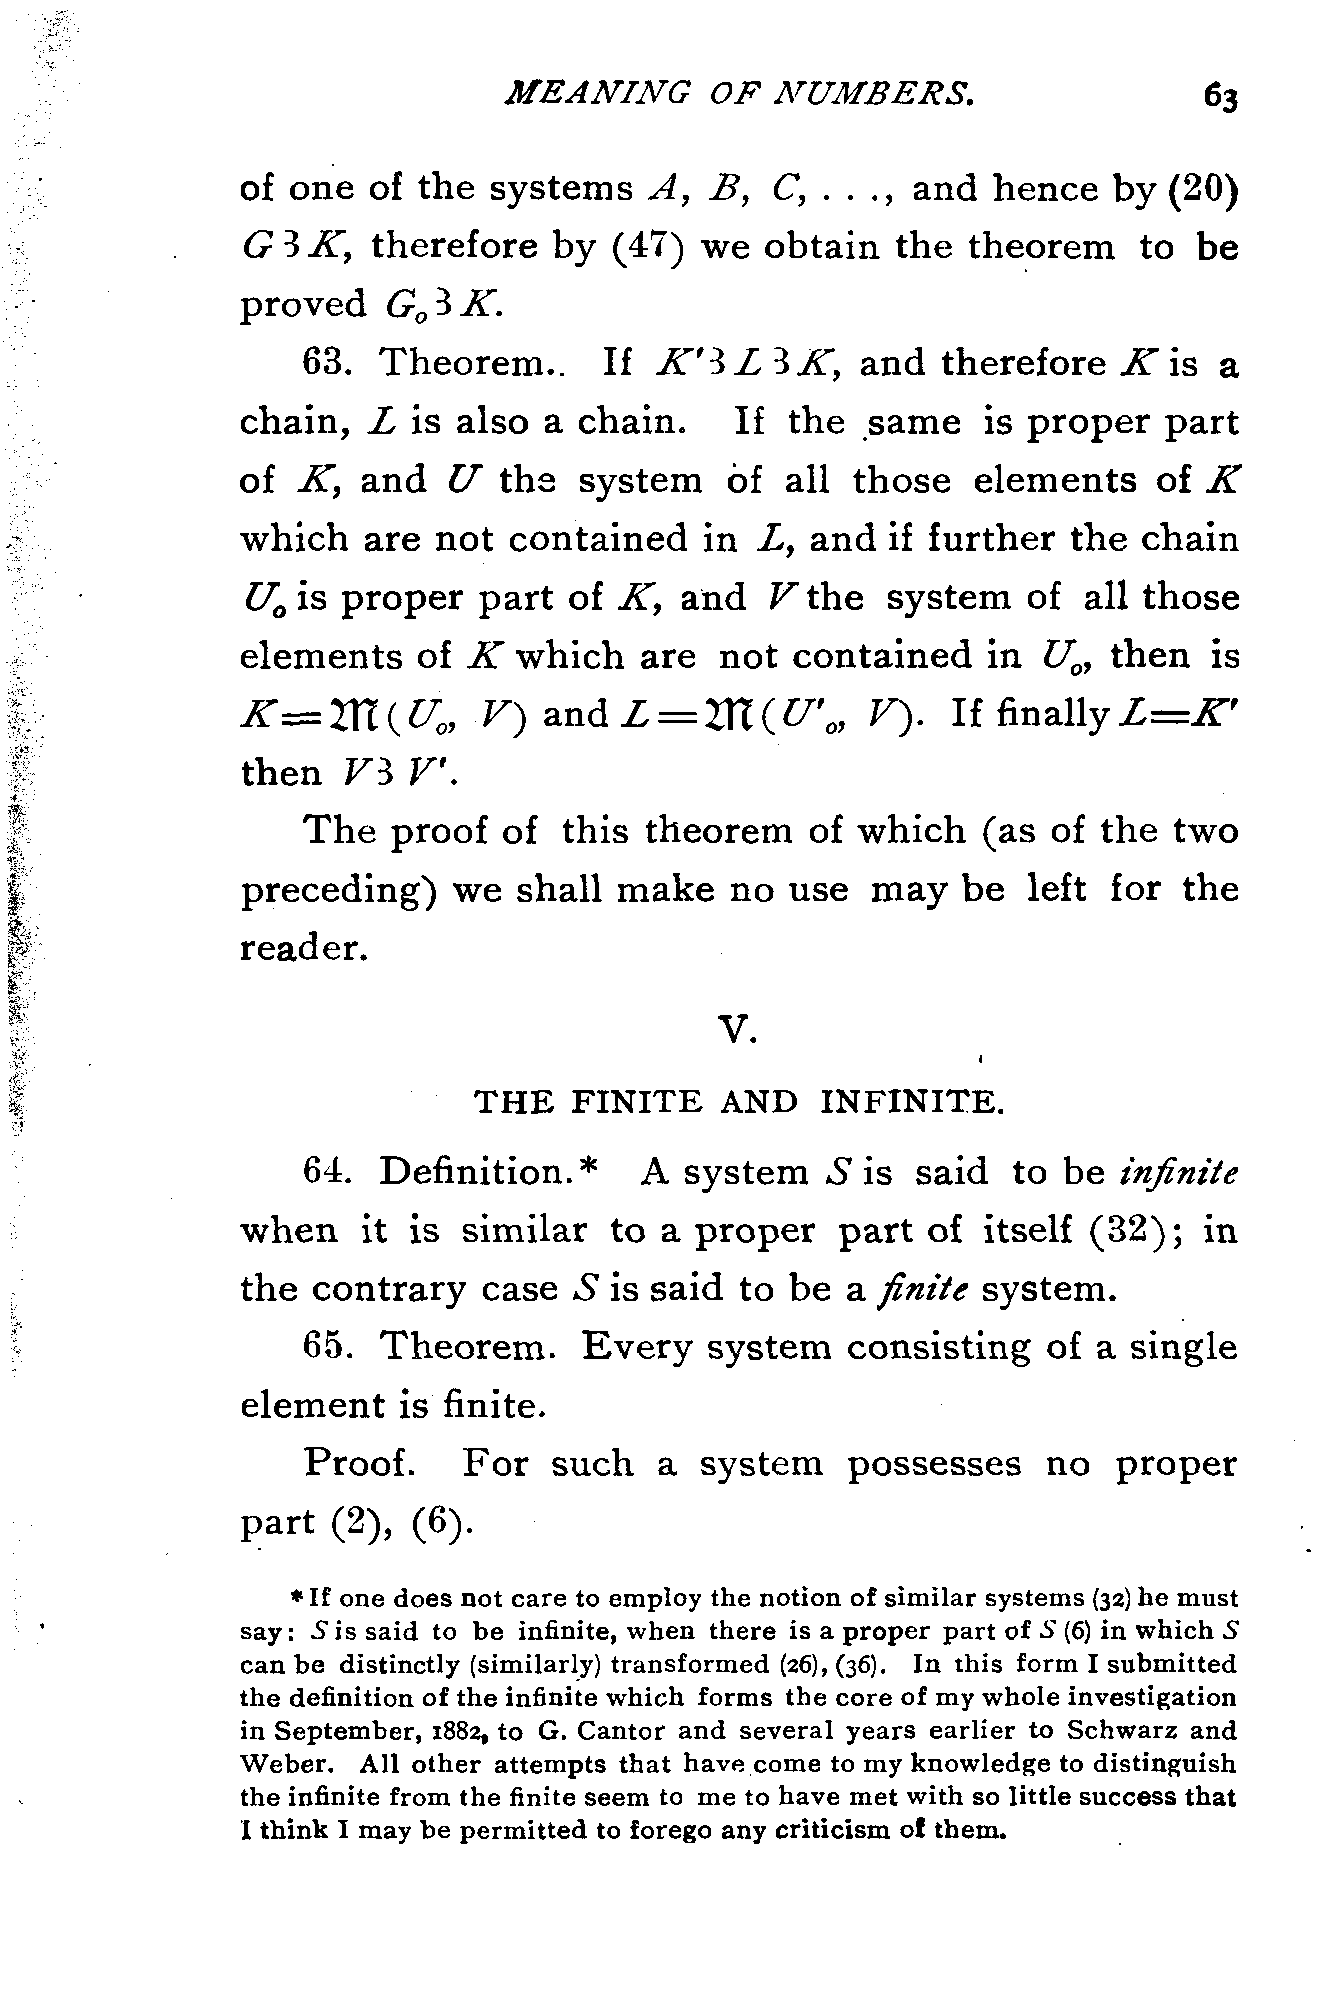 MEANING OF NUMBERS. 63
of one of the systems A, B, C, . . ., and hence by (20)
G 3 K, therefore by (47) we obtain the theorem to be
proved Gₒ 3 K.
63. Theorem.. If K' 3 L 3 K, and therefore K is a
chain, L is also a chain. If the same is proper part
of K, and U the system of all those elements of K
which are not contained in L, and if further the chain
Uₒ is proper part of K, and V the system of all those
elements of K which are not contained in Uₒ, then is
K=𝔐(Uₒ, V) and L=𝔐(U'ₒ, V). If finally L=K'
then V 3 V'.
The proof of this theorem of which (as of the two
preceding) we shall make no use may be left for the
reader.
V.
THE FINITE AND INFINITE.
64. Definition.* A system S is said to be infinite
when it is similar to a proper part of itself (32); in
the contrary case S is said to be a finite system.
65. Theorem. Every system consisting of a single
element is finite.
Proof. For such a system possesses no proper
part (2), (6).
*If one does not care to employ the notion of similar systems (32) he must
say: S is said to be infinite, when there is a proper part of S (6) in which S
can be distinctly (similarly) transformed (26), (36). In this form I submitted
the definition of the infinite which forms the core of my whole investigation
in September, 1882, to G. Cantor and several years earlier to Schwarz and
Weber. All other attempts that have come to my knowledge to distinguish
the infinite from the finite seem to me to have met with so little success that
I think I may be permitted to forego any criticism of them.